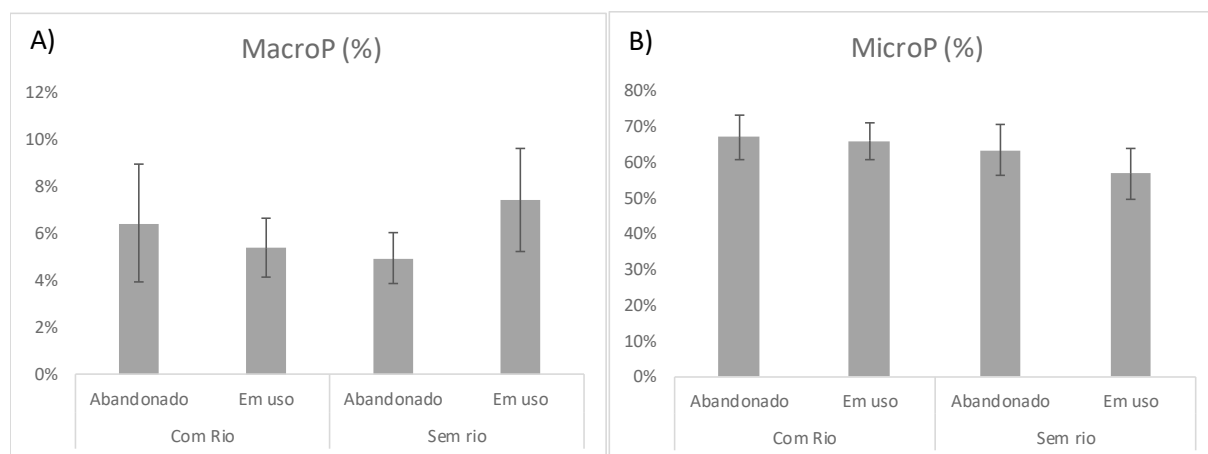 A)
MacroP (%)
12%
10%
8%
6%
4%
2%
0%
Abandonado Em uso Abandonado Em uso
Com Rio Sem rio
B)
MicroP (%)
80%
70%
60%
50%
40%
30%
20%
10%
0%
Abandonado Em uso Abandonado Em uso
Com Rio Sem rio